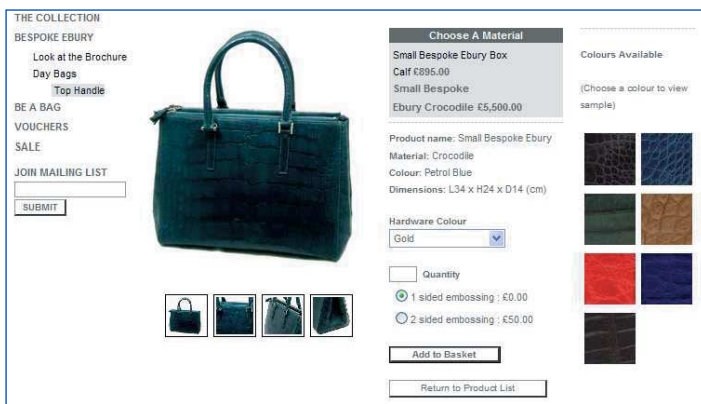 THE COLLECTION
BESPOKE EBURY
Look at the Brochure
Day Bags
Top Handle
BE A BAG
VOUCHERS
SALE
JOIN MAILING LIST
SUBMIT
Choose A Material
Small Bespoke Ebury Box
Calf £895.00
Small Bespoke
Ebury Crocodile £5,500.00
Product name: Small Bespoke Ebury
Material: Crocodile
Colour: Petrol Blue
Dimensions: L34 x H24 x D14 (cm)
Hardware Colour
Gold
Quantity
1 sided embossing : £0.00
2 sided embossing : £50.00
Add to Basket
Return to Product List
Colours Available
(Choose a colour to view
sample)